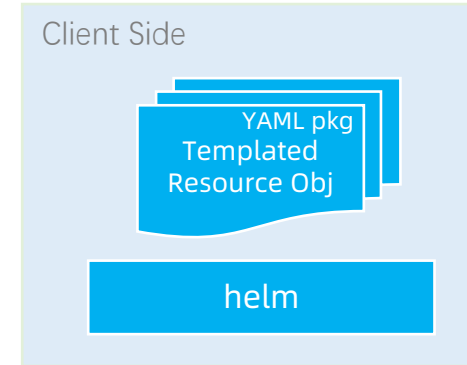 Client Side
YAML pkg
Templated
Resource Obj
helm